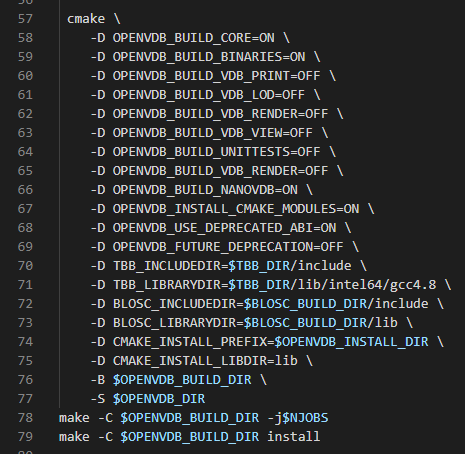 57 cmake \
58 -D OPENVDB_BUILD_CORE=ON \
59 -D OPENVDB_BUILD_BINARIES=ON \
60 -D OPENVDB_BUILD_VDB_PRINT=OFF \
61 -D OPENVDB_BUILD_VDB_LOD=OFF \
62 -D OPENVDB_BUILD_VDB_RENDER=OFF \
63 -D OPENVDB_BUILD_VDB_VIEW=OFF \
64 -D OPENVDB_BUILD_UNITTESTS=OFF \
65 -D OPENVDB_BUILD_VDB_RENDER=OFF \
66 -D OPENVDB_BUILD_NANOVDB=ON \
67 -D OPENVDB_INSTALL_CMAKE_MODULES=ON \
68 -D OPENVDB_USE_DEPRECATED_ABI=ON \
69 -D OPENVDB_FUTURE_DEPRECATION=OFF \
70 -D TBB_INCLUDEDIR=$TBB_DIR/include \
71 -D TBB_LIBRARYDIR=$TBB_DIR/lib/intel64/gcc4.8 \
72 -D BLOSC_INCLUDEDIR=$BLOSC_BUILD_DIR/include \
73 -D BLOSC_LIBRARYDIR=$BLOSC_BUILD_DIR/lib \
74 -D CMAKE_INSTALL_PREFIX=$OPENVDB_INSTALL_DIR \
75 -D CMAKE_INSTALL_LIBDIR=lib \
76 -B $OPENVDB_BUILD_DIR \
77 -S $OPENVDB_DIR
78 make -C $OPENVDB_BUILD_DIR -j$NJOBS
79 make -C $OPENVDB_BUILD_DIR install